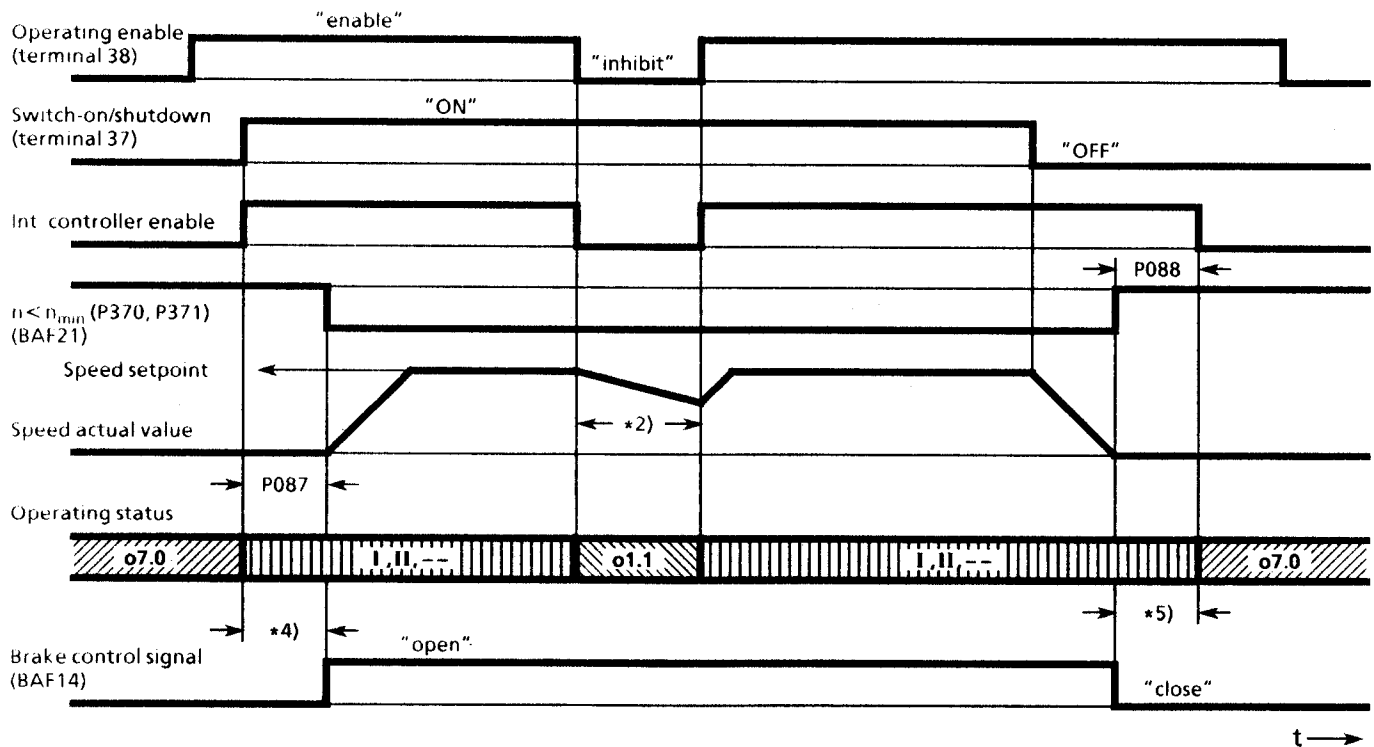 Operating enable
(terminal 38)
"enable"
"inhibit"
Switch-on/shutdown
(terminal 37)
"ON"
"OFF"
Int controller enable
P088
n < nmin (P370, P371)
(BAF21)
Speed setpoint
*2)
Speed actual value
P087
Operating status
o7.0
I, II, --
o1.1
I, II, --
o7.0
*4)
*5)
Brake control signal
(BAF14)
"open"
"close"
t